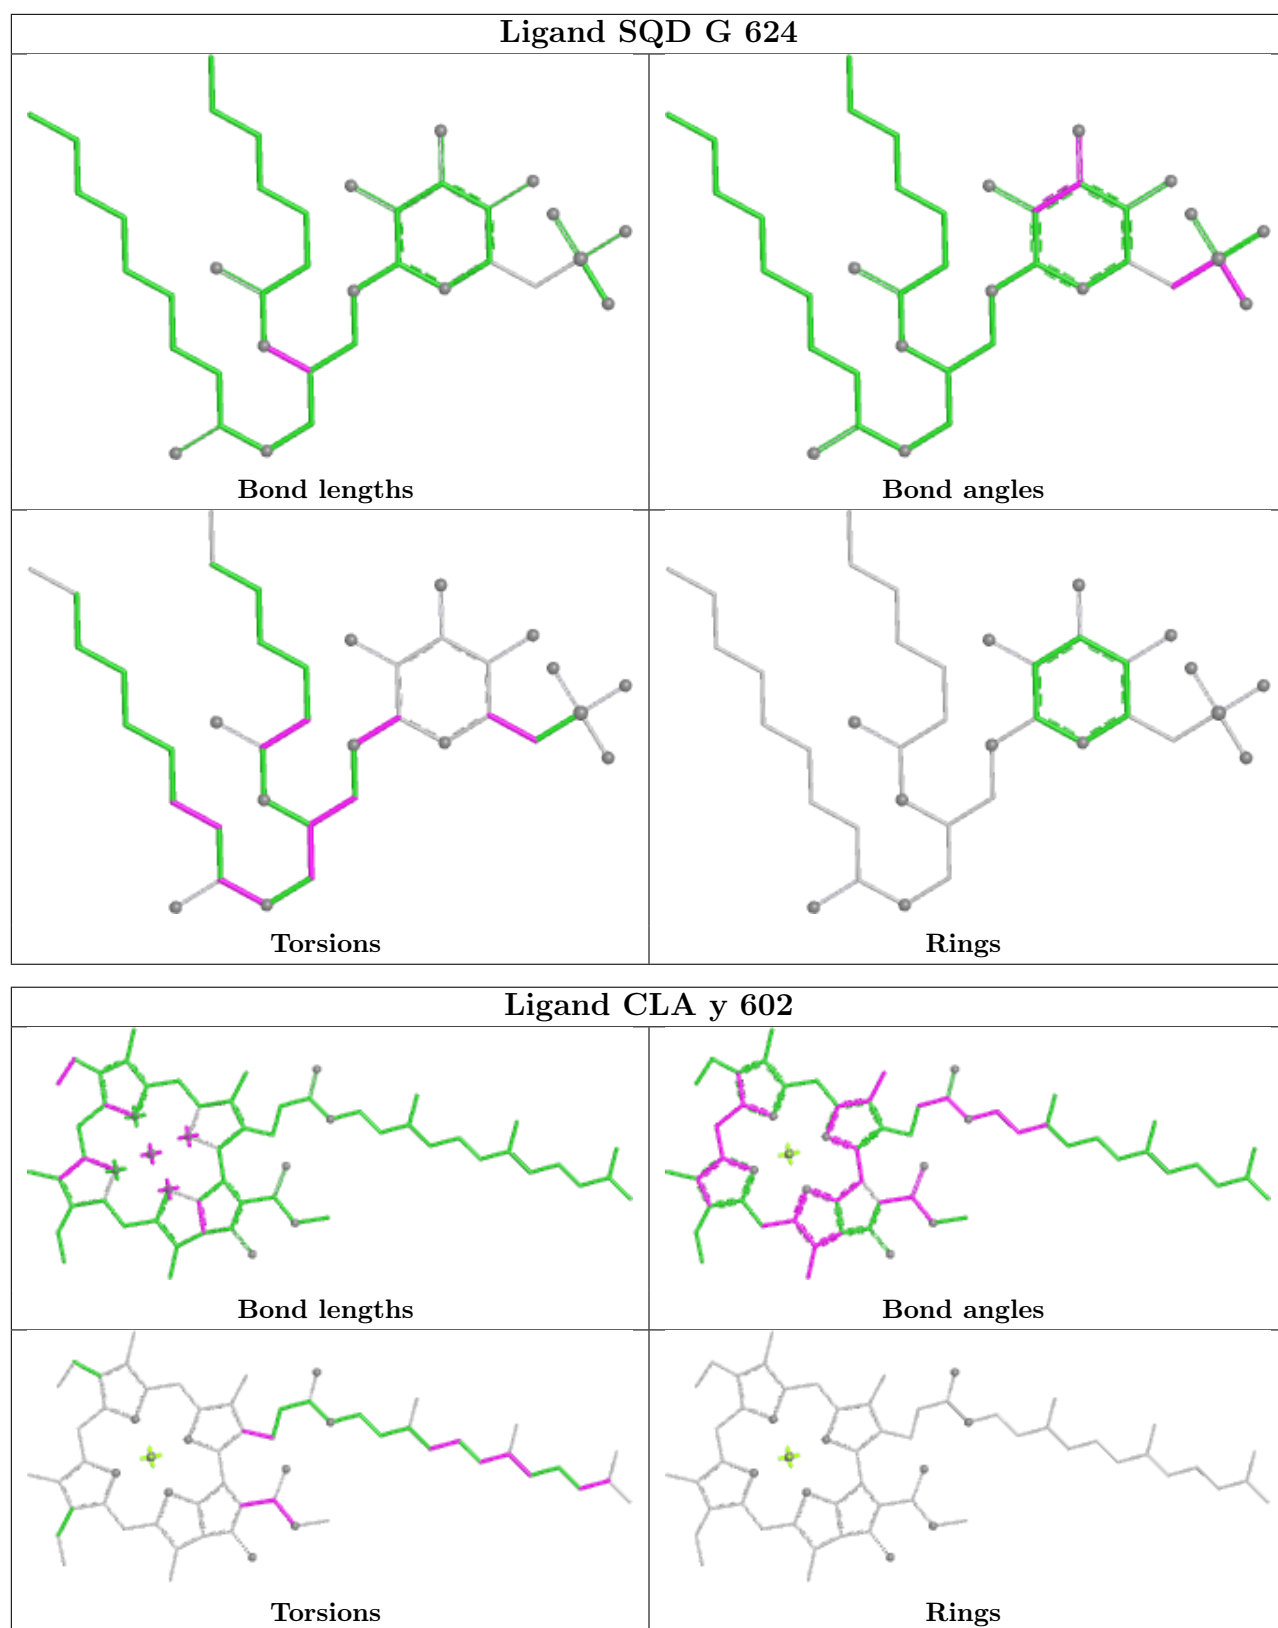 Ligand SQD G 624
Bond lengths
Bond angles
Torsions
Rings
Ligand CLA y 602
Bond lengths
Bond angles
Torsions
Rings